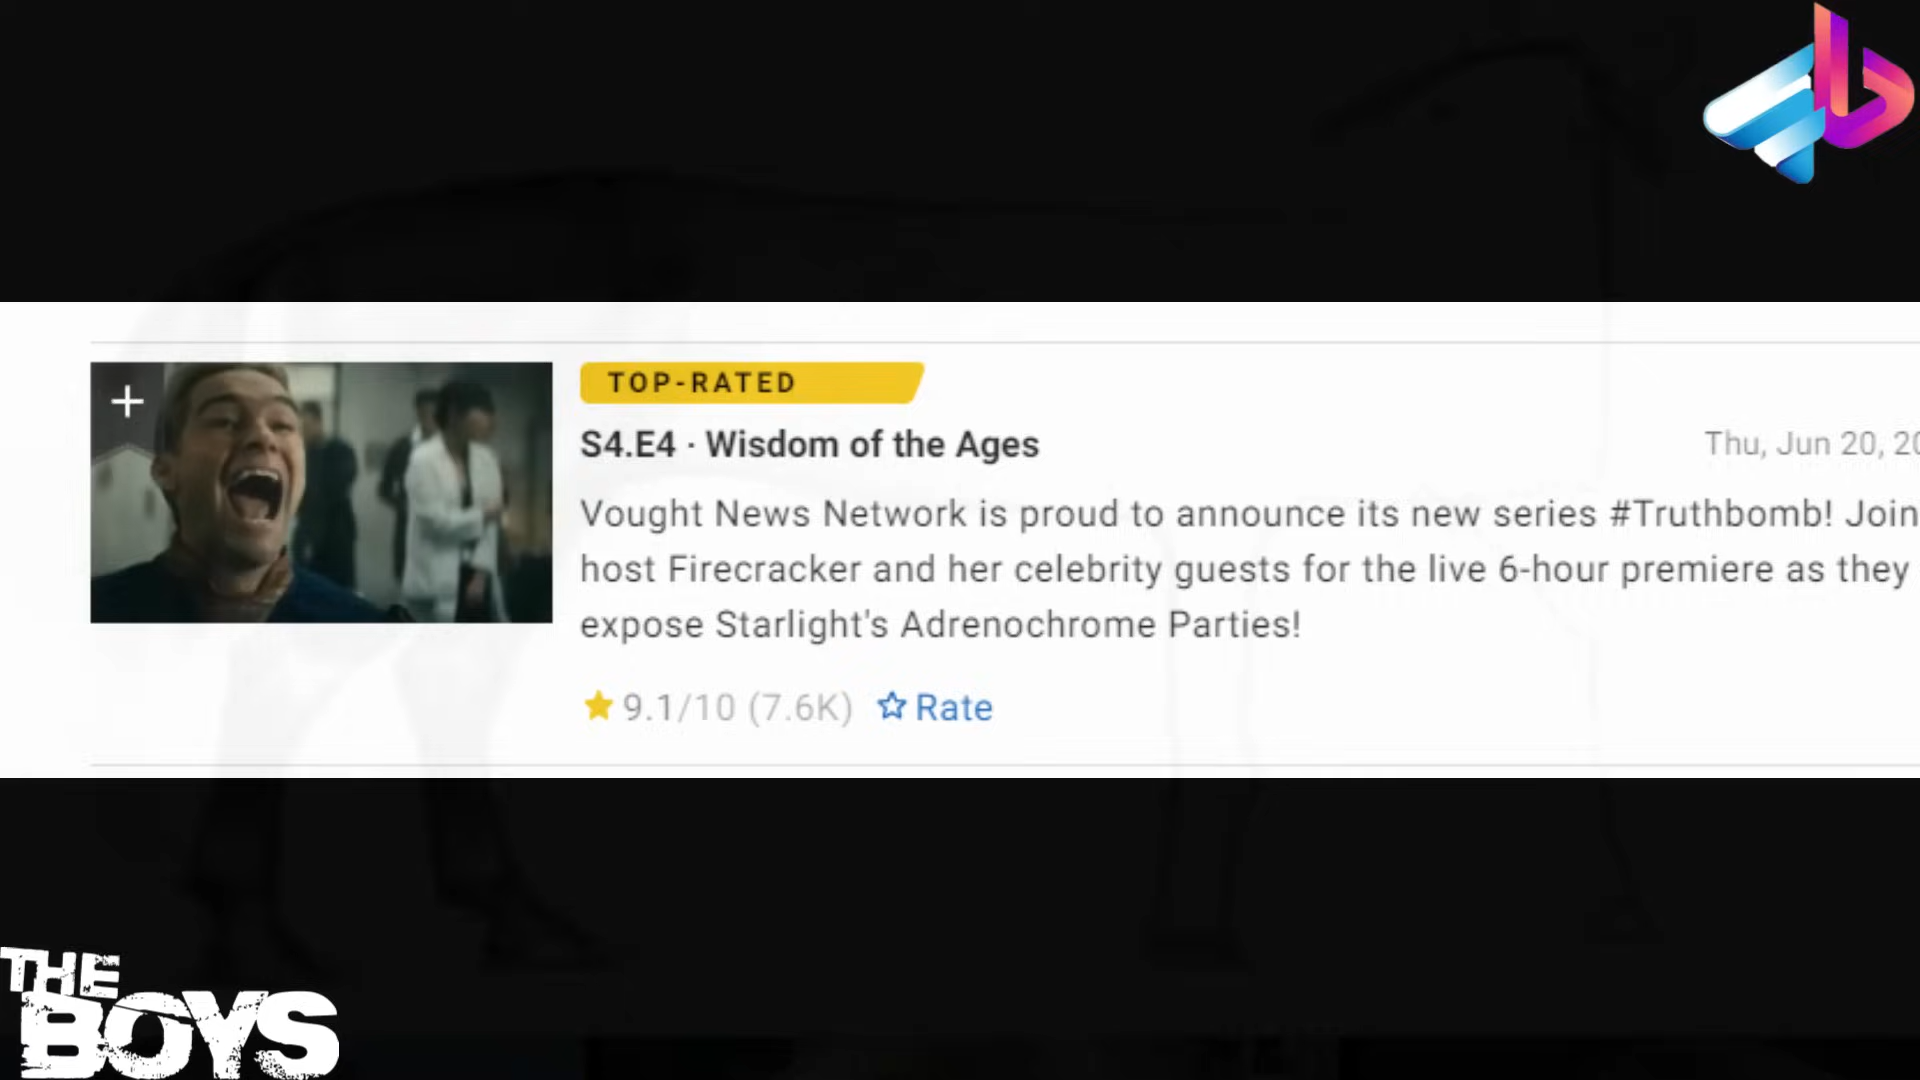 TOP-RATED
S4.E4 · Wisdom of the Ages
Thu, Jun 20, 20
Vought News Network is proud to announce its new series #Truthbomb! Join
host Firecracker and her celebrity guests for the live 6-hour premiere as they
expose Starlight's Adrenochrome Parties!
9.1/10 (7.6K) Rate
THE
BOYS